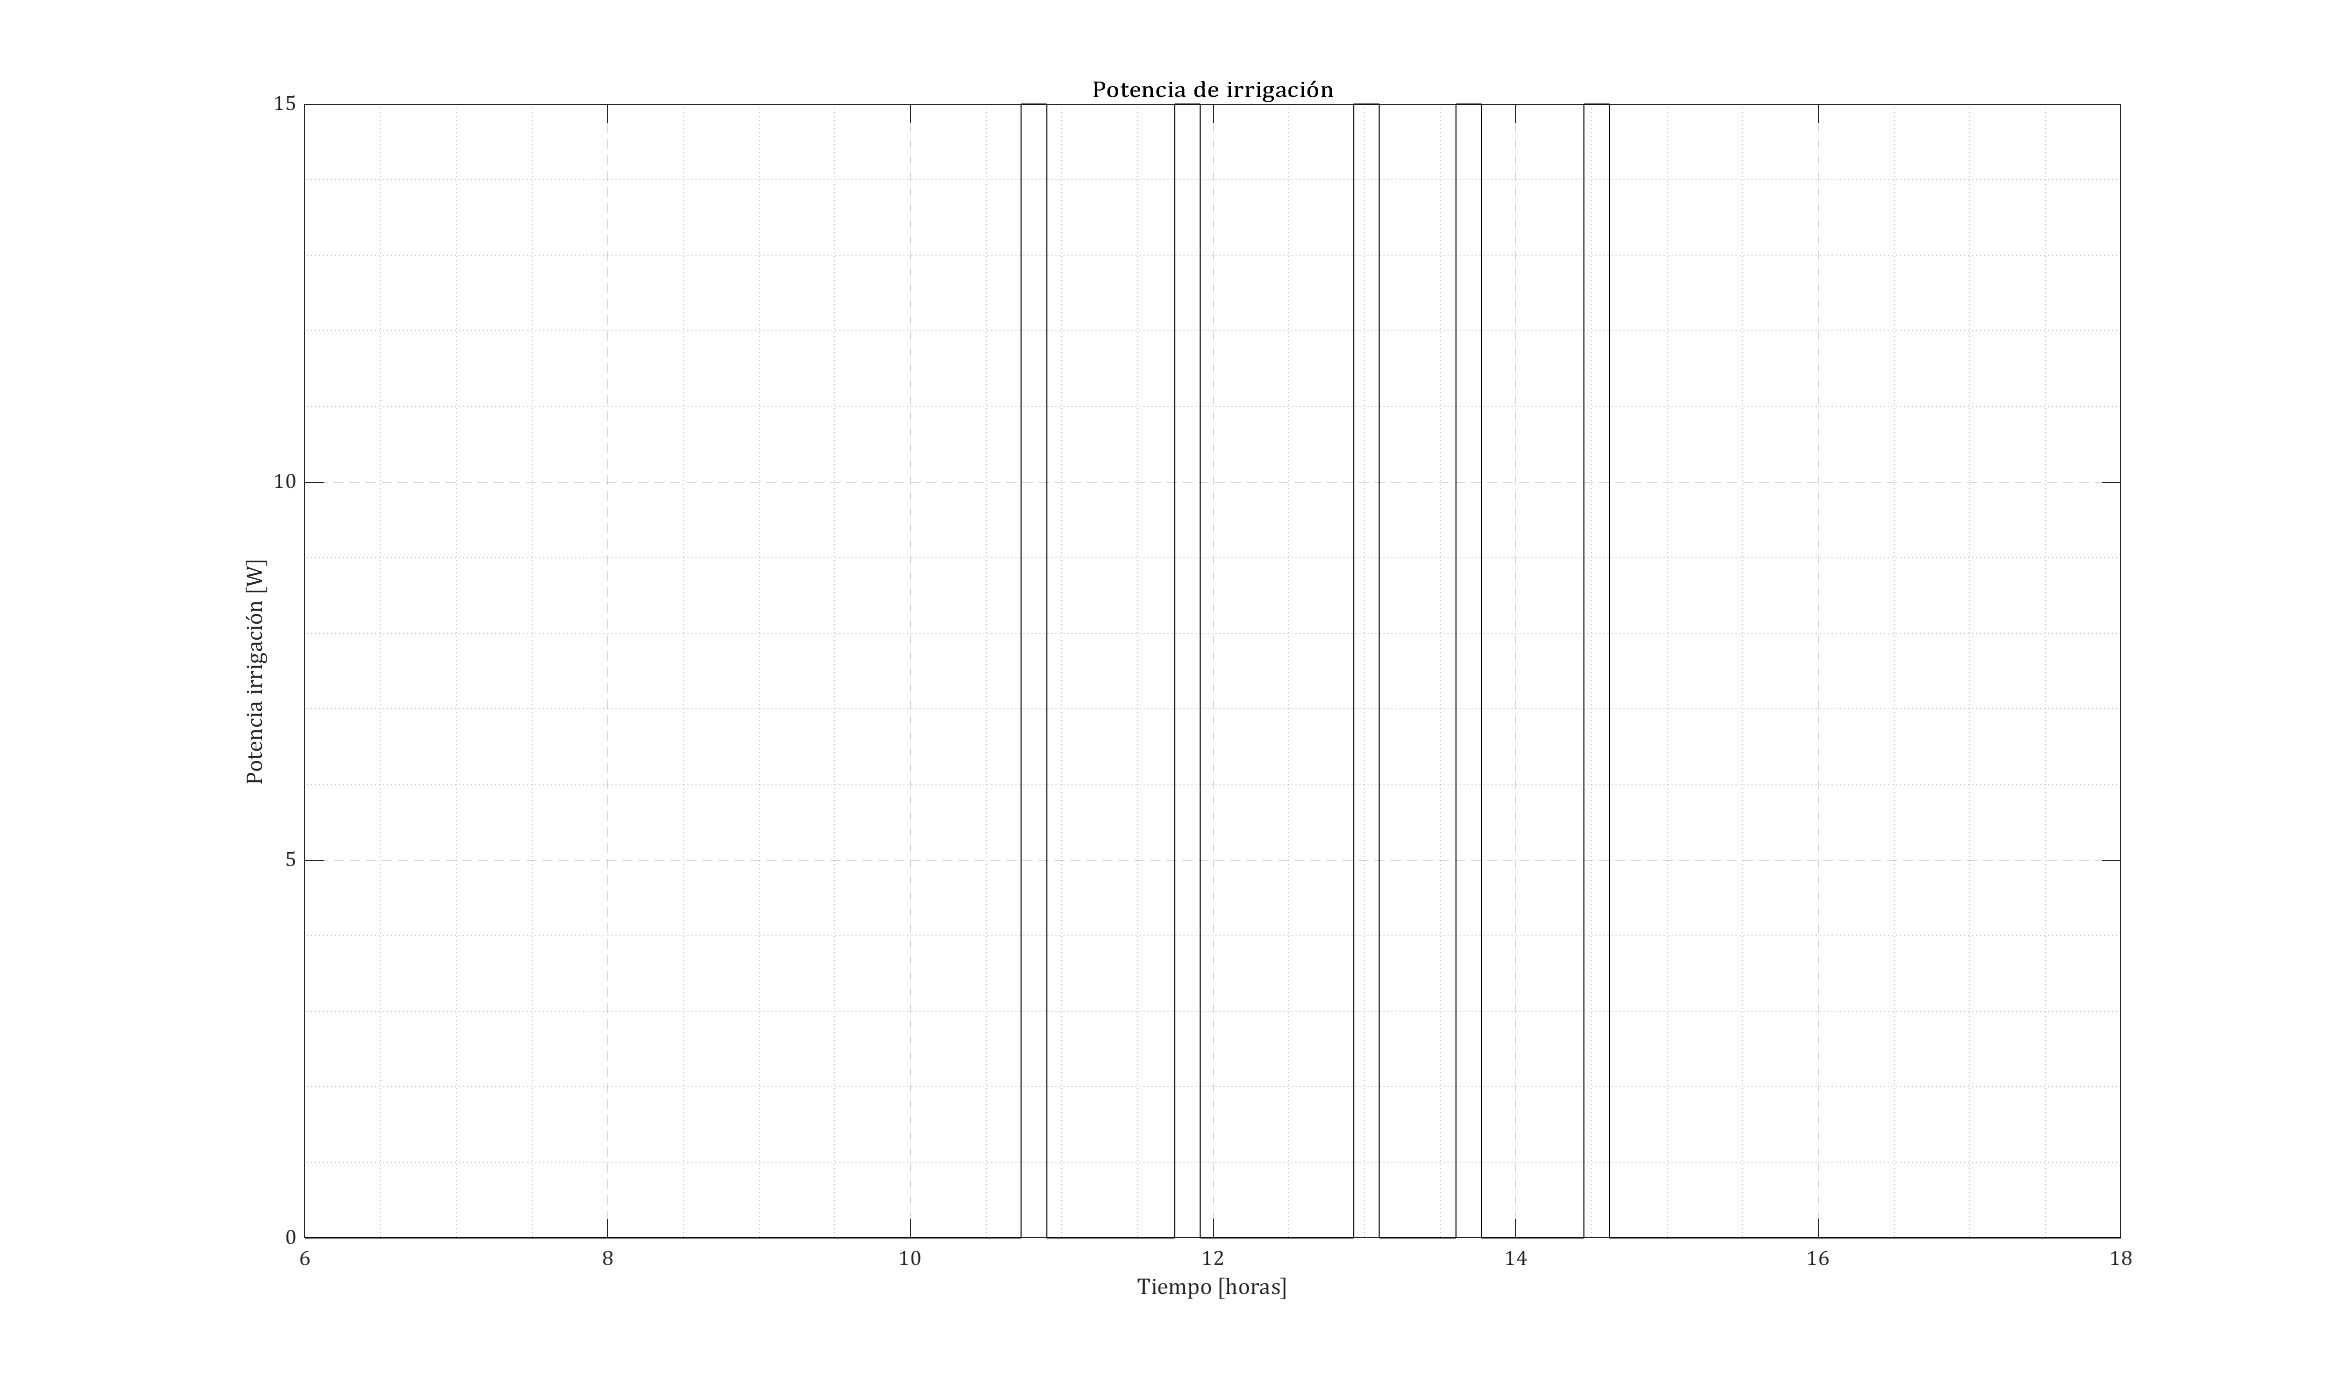 Potencia de irrigación
15
10
5
0
Potencia irrigación [W]
6 8 10 12 14 16 18
Tiempo [horas]